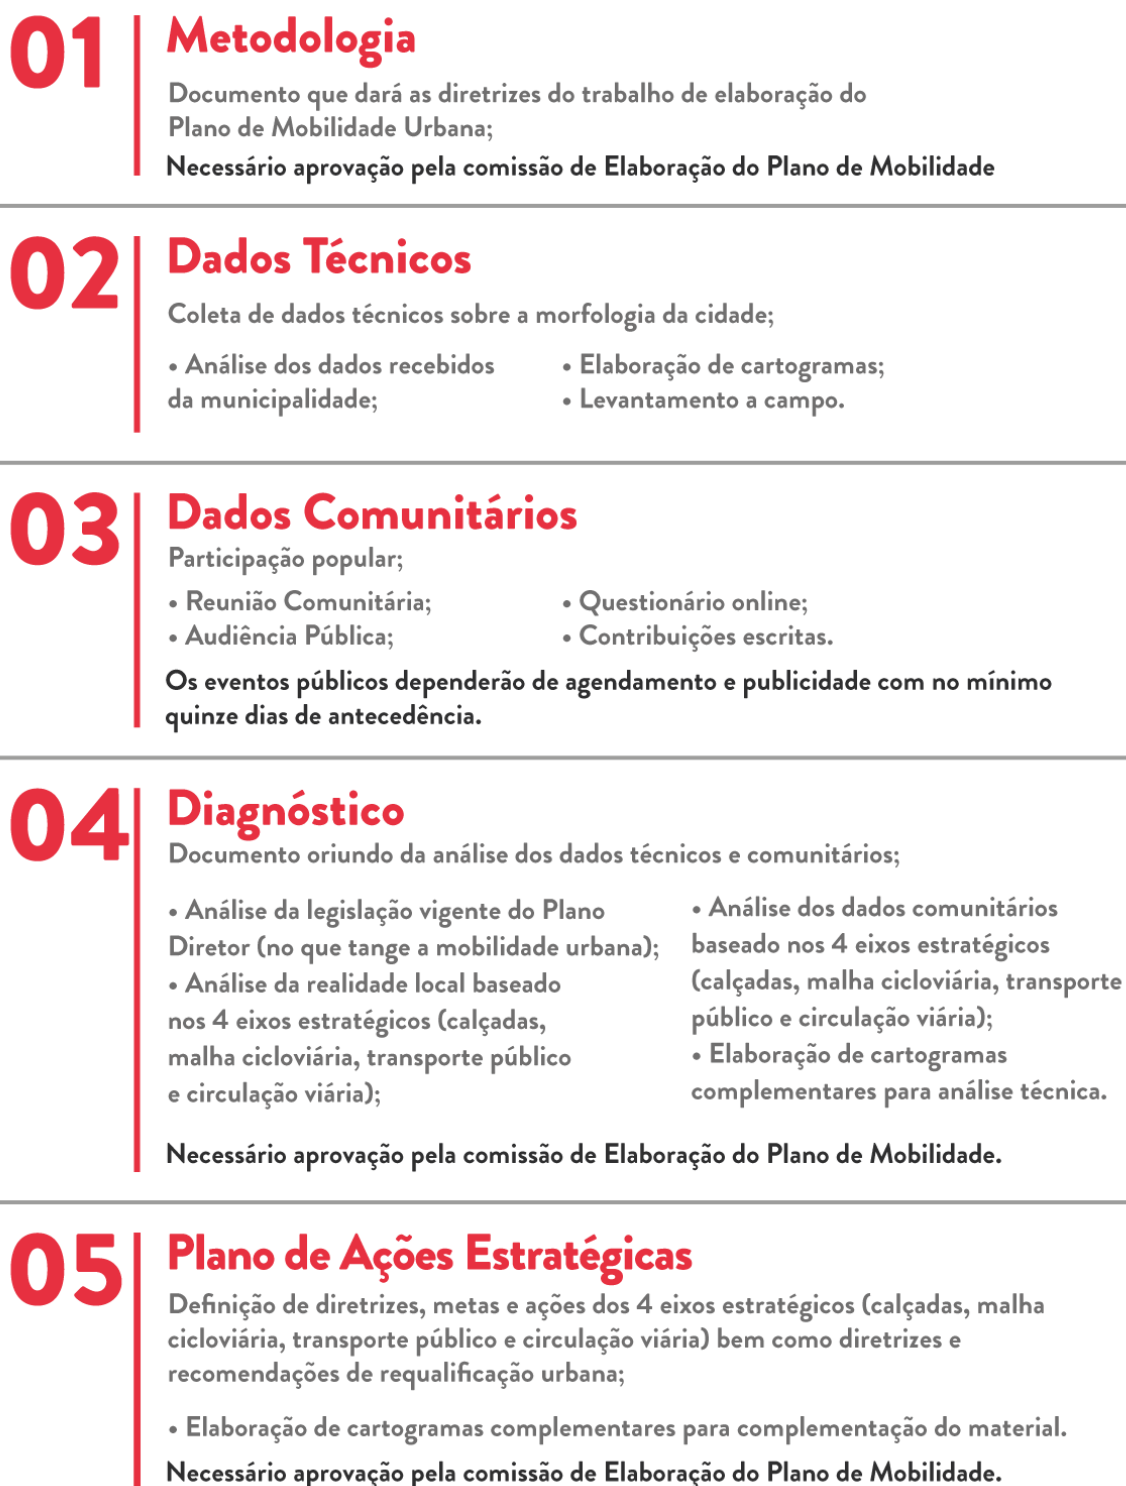 01
Metodologia
Documento que dará as diretrizes do trabalho de elaboração do
Plano de Mobilidade Urbana;
Necessário aprovação pela comissão de Elaboração do Plano de Mobilidade
02
Dados Técnicos
Coleta de dados técnicos sobre a morfologia da cidade;
• Análise dos dados recebidos
da municipalidade;
• Elaboração de cartogramas;
• Levantamento a campo.
03
Dados Comunitários
Participação popular;
• Reunião Comunitária;
• Audiência Pública;
• Questionário online;
• Contribuições escritas.
Os eventos públicos dependerão de agendamento e publicidade com no mínimo
quinze dias de antecedência.
04
Diagnóstico
Documento oriundo da análise dos dados técnicos e comunitários;
• Análise da legislação vigente do Plano
Diretor (no que tange a mobilidade urbana);
• Análise da realidade local baseado
nos 4 eixos estratégicos (calçadas,
malha cicloviária, transporte público
e circulação viária);
• Análise dos dados comunitários
baseado nos 4 eixos estratégicos
(calçadas, malha cicloviária, transporte
público e circulação viária);
• Elaboração de cartogramas
complementares para análise técnica.
Necessário aprovação pela comissão de Elaboração do Plano de Mobilidade.
05
Plano de Ações Estratégicas
Definição de diretrizes, metas e ações dos 4 eixos estratégicos (calçadas, malha
cicloviária, transporte público e circulação viária) bem como diretrizes e
recomendações de requalificação urbana;
• Elaboração de cartogramas complementares para complementação do material.
Necessário aprovação pela comissão de Elaboração do Plano de Mobilidade.